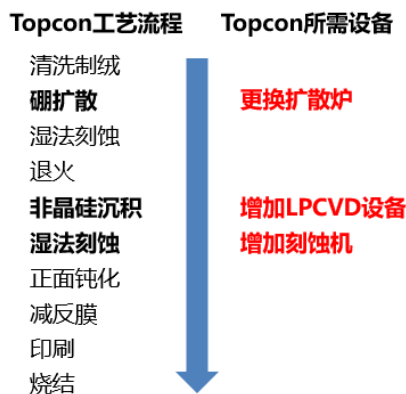 Topcon工艺流程 Topcon所需设备
清洗制绒
硼扩散 更换扩散炉
湿法刻蚀
退火
非晶硅沉积 增加LPCVD设备
湿法刻蚀 增加刻蚀机
正面钝化
减反膜
印刷
烧结